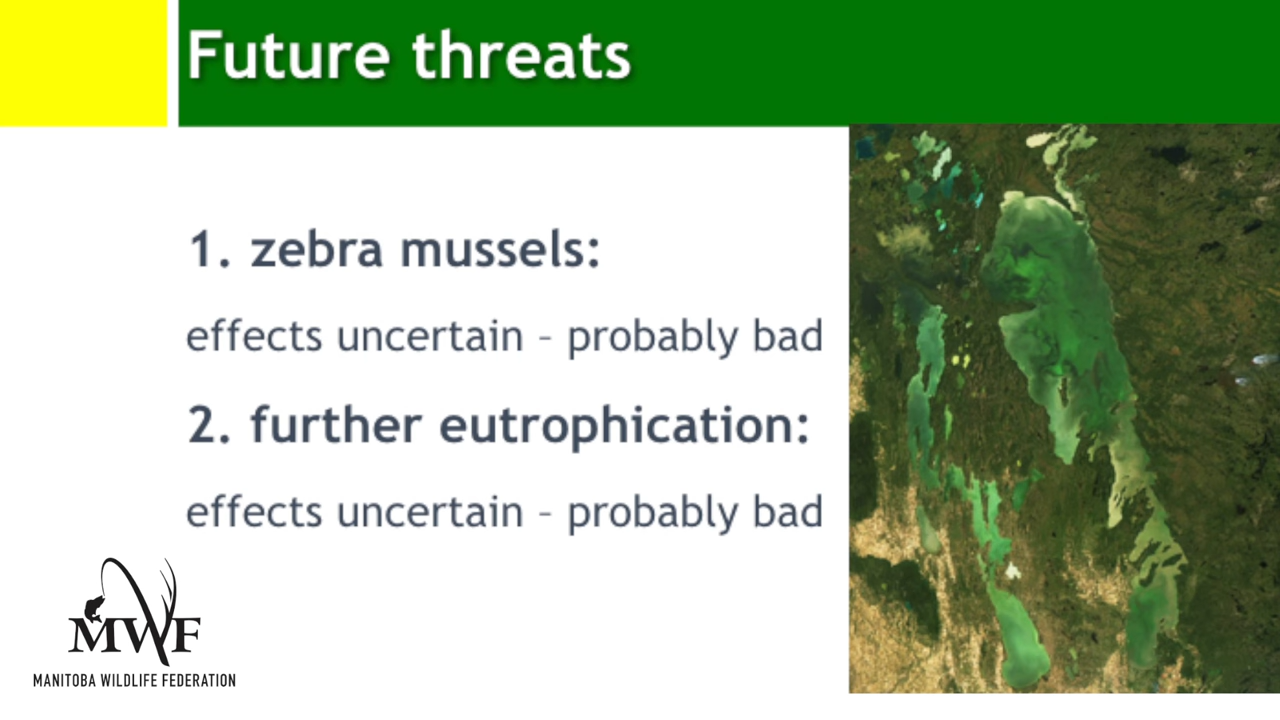 Future threats
1. zebra mussels:
effects uncertain – probably bad
2. further eutrophication:
effects uncertain – probably bad
MWF
MANITOBA WILDLIFE FEDERATION